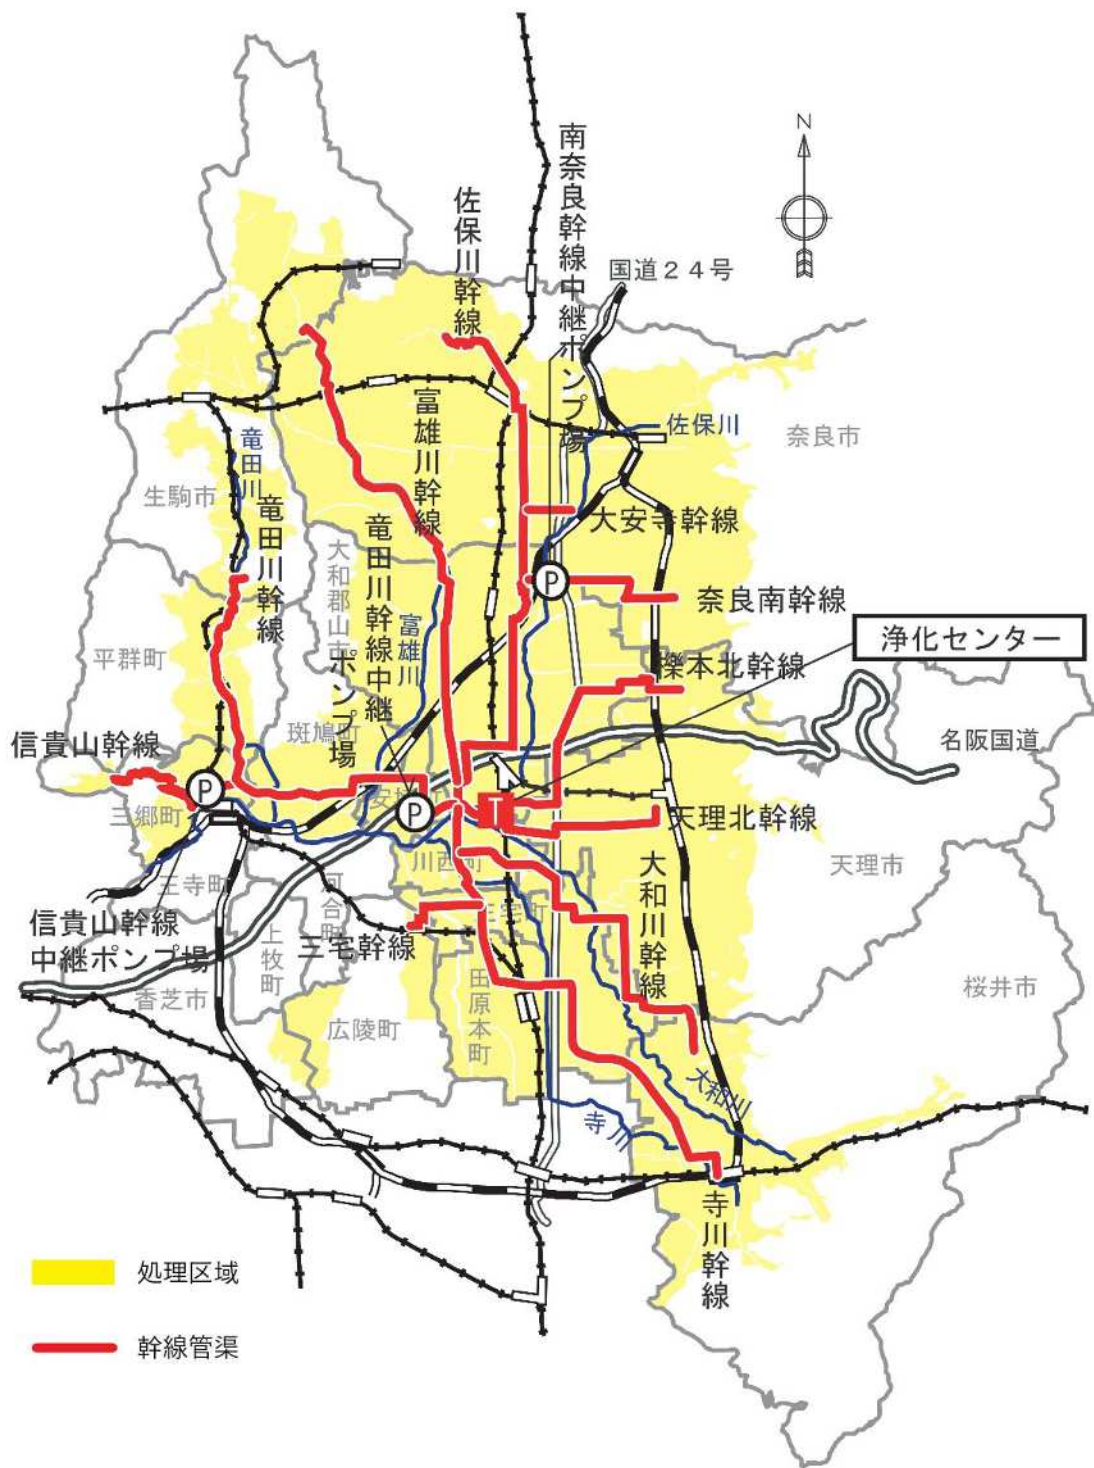 N
南奈良幹線中継ポンプ場
佐保川幹線
国道24号
佐保川
奈良市
富雄川幹線
竜田川
生駒市
竜田川幹線
大安寺幹線
竜田川幹線中継
ポンプ場
大和郡山市
富雄川
P
奈良南幹線
浄化センター
平群町
櫟本北幹線
斑鳩町
信貴山幹線
名阪国道
P
安堵町
P
T
三郷町
天理北幹線
川西町
大和川幹線
天理市
王寺町
河合町
三宅町
信貴山幹線
中継ポンプ場
上牧町
三宅幹線
香芝市
広陵町
田原本町
桜井市
大和川
寺川
寺川幹線
処理区域
幹線管渠